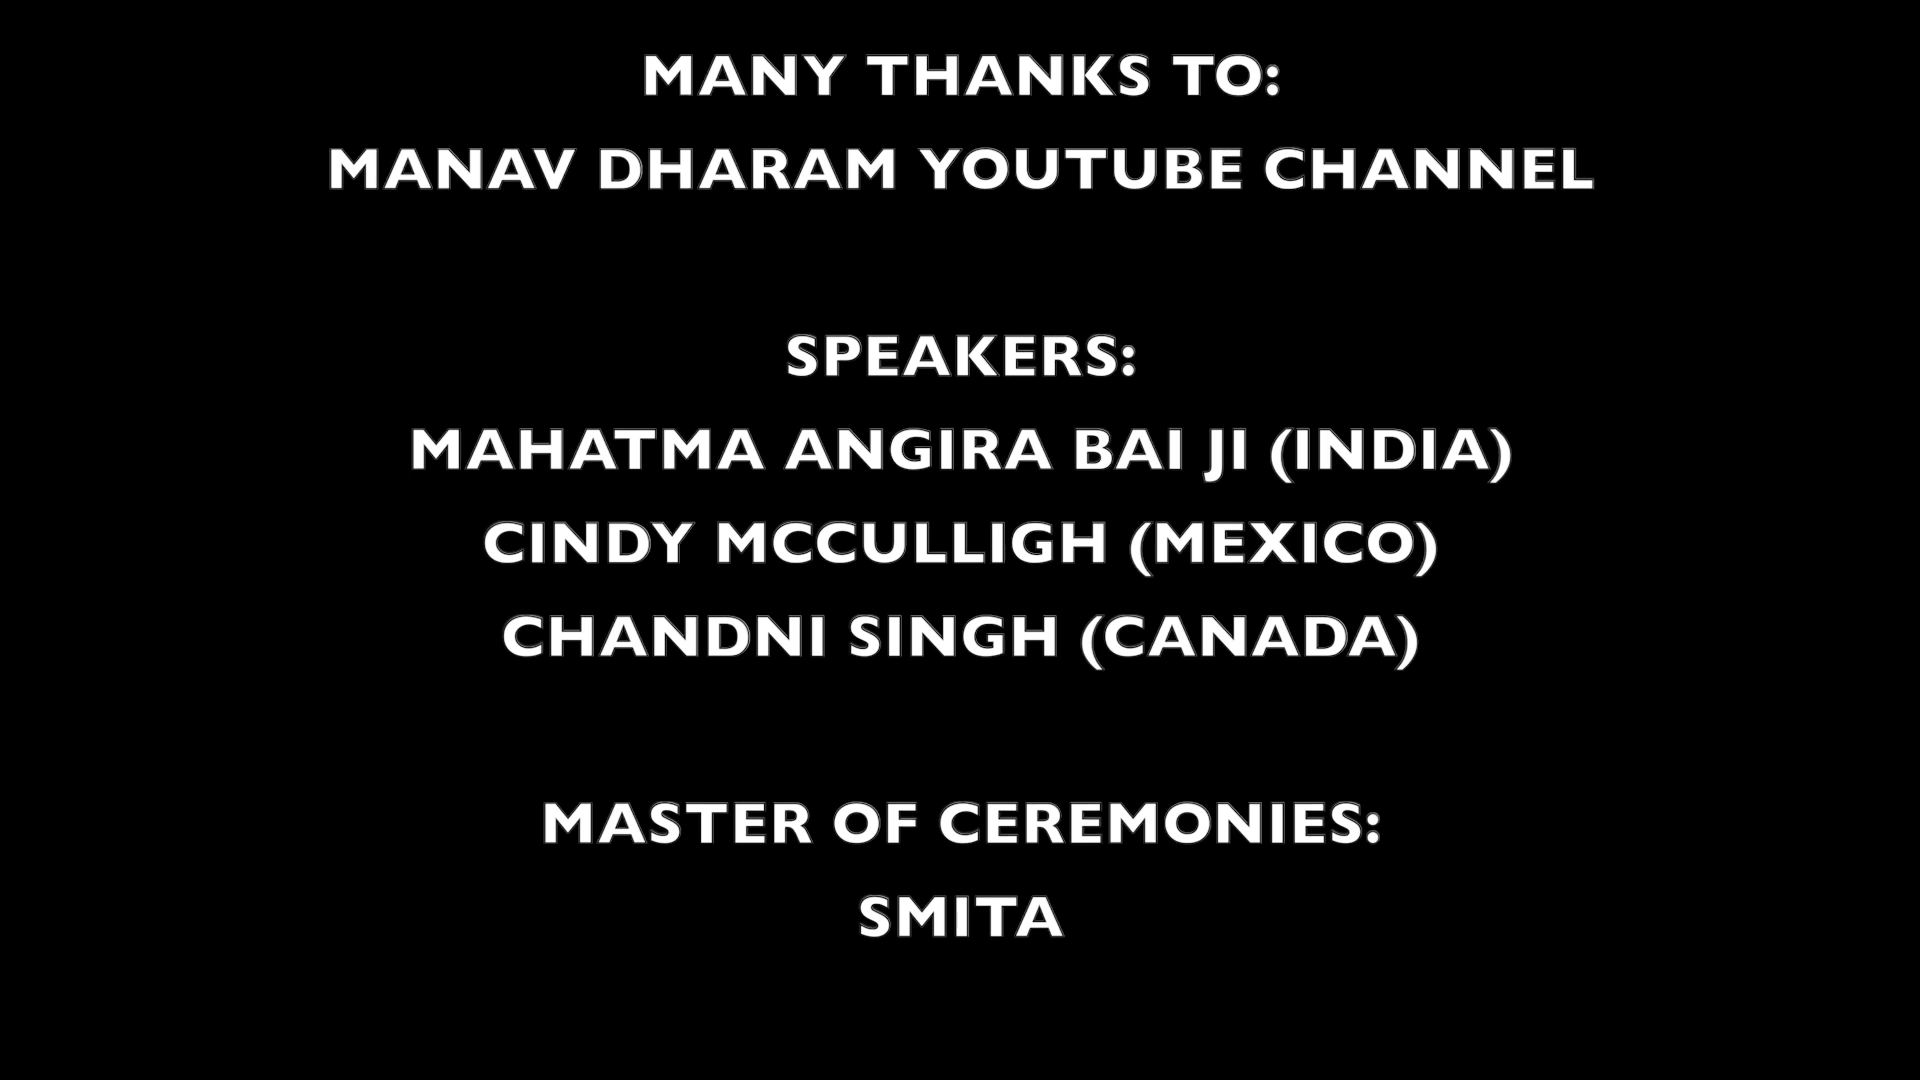 MANY THANKS TO:
MANAV DHARAM YOUTUBE CHANNEL
SPEAKERS:
MAHATMA ANGIRA BAI JI (INDIA)
CINDY MCCULLIGH (MEXICO)
CHANDNI SINGH (CANADA)
MASTER OF CEREMONIES:
SMITA